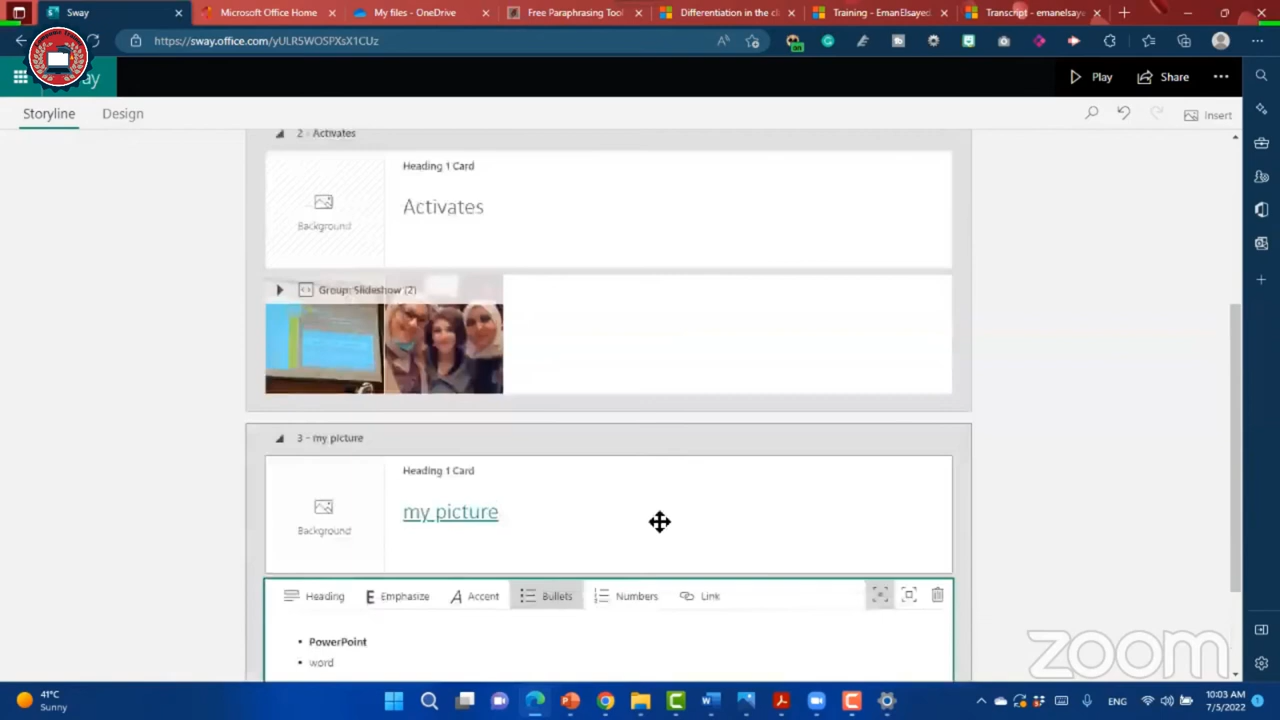 Sway
Microsoft Office Home
My files - OneDrive
Free Paraphrasing Tool
Differentiation in the cl
Training - EmanElsayed
Transcript - emanelsaye
https://sway.office.com/yULR5WOSPXsX1CUz
ay
Play
Share
Storyline
Design
Insert
2 - Activates
Heading 1 Card
Activates
Background
Group: Slideshow (2)
3 - my picture
Heading 1 Card
my picture
Background
Heading
E Emphasize
A Accent
Bullets
Numbers
Link
• PowerPoint
• word
zoom
41°C
Sunny
ENG
10:03 AM
7/5/2022